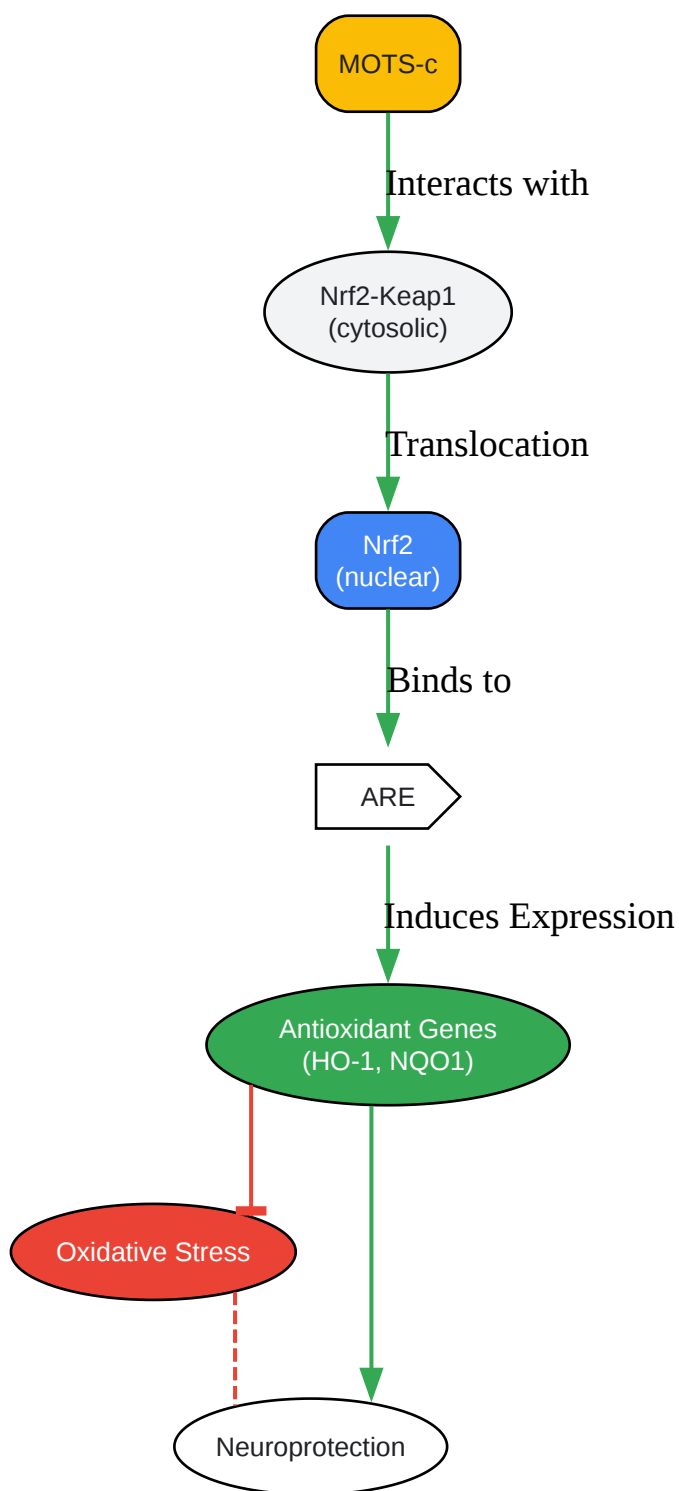 MOTS-c
Interacts with
Nrf2-Keap1
(cytosolic)
Translocation
Nrf2
(nuclear)
Binds to
ARE
Induces Expression
Antioxidant Genes
(HO-1, NQO1)
Oxidative Stress
Neuroprotection